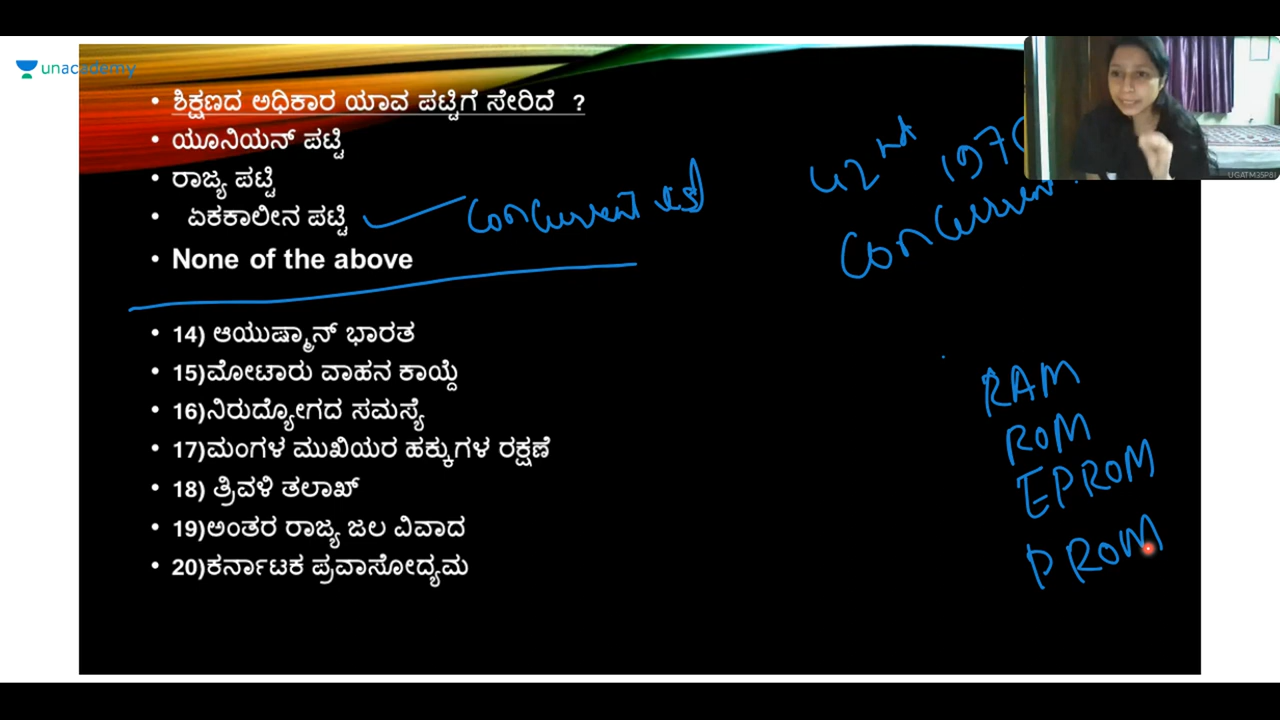 unacademy
ಶಿಕ್ಷಣದ ಅಧಿಕಾರ ಯಾವ ಪಟ್ಟಿಗೆ ಸೇರಿದೆ ?
ಯೂನಿಯನ್ ಪಟ್ಟಿ
ರಾಜ್ಯ ಪಟ್ಟಿ
ಏಕಕಾಲೀನ ಪಟ್ಟಿ
Concurrent list
None of the above
42nd 197
Concurrent
14) ಆಯುಷ್ಮಾನ್ ಭಾರತ
15)ಮೋಟಾರು ವಾಹನ ಕಾಯ್ದೆ
16)ನಿರುದ್ಯೋಗದ ಸಮಸ್ಯೆ
17)ಮಂಗಳ ಮುಖಿಯರ ಹಕ್ಕುಗಳ ರಕ್ಷಣೆ
18) ತ್ರಿವಳಿ ತಲಾಖ್
19)ಅಂತರ ರಾಜ್ಯ ಜಲ ವಿವಾದ
20)ಕರ್ನಾಟಕ ಪ್ರವಾಸೋದ್ಯಮ
RAM
ROM
EPROM
PROM
UGATM3SP8J